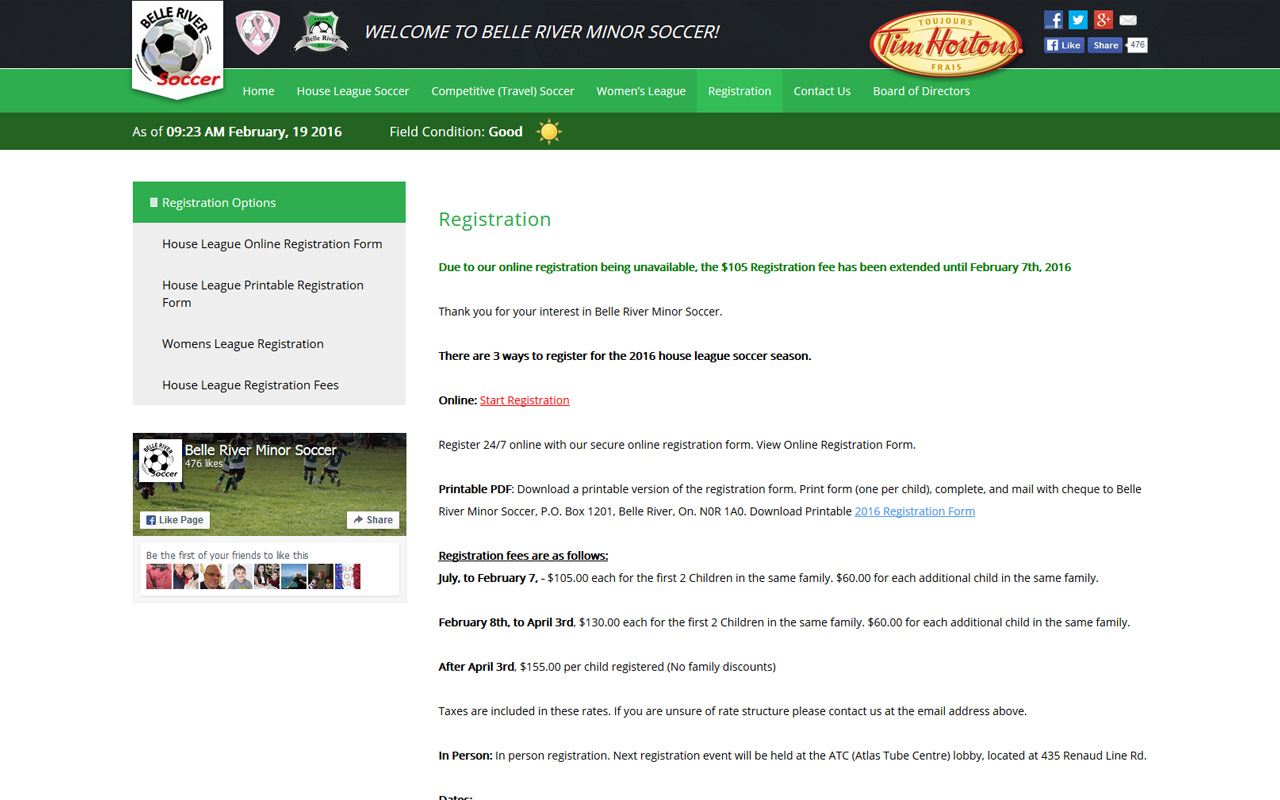 BELLE RIVER
Soccer
Belle River
F.C.
WELCOME TO BELLE RIVER MINOR SOCCER!
TOUJOURS
Tim Hortons.
FRAIS
Like
Share
476
Home
House League Soccer
Competitive (Travel) Soccer
Women's League
Registration
Contact Us
Board of Directors
As of 09:23 AM February, 19 2016
Field Condition: Good
Registration Options
House League Online Registration Form
House League Printable Registration
Form
Womens League Registration
House League Registration Fees
BELLE RIVER
Soccer
Belle River Minor Soccer
476 likes
Like Page
Share
Be the first of your friends to like this
Registration
Due to our online registration being unavailable, the $105 Registration fee has been extended until February 7th, 2016
Thank you for your interest in Belle River Minor Soccer.
There are 3 ways to register for the 2016 house league soccer season.
Online: Start Registration
Register 24/7 online with our secure online registration form. View Online Registration Form.
Printable PDF: Download a printable version of the registration form. Print form (one per child), complete, and mail with cheque to Belle
River Minor Soccer, P.O. Box 1201, Belle River, On. N0R 1A0. Download Printable 2016 Registration Form
Registration fees are as follows:
July, to February 7, - $105.00 each for the first 2 Children in the same family. $60.00 for each additional child in the same family.
February 8th, to April 3rd, $130.00 each for the first 2 Children in the same family. $60.00 for each additional child in the same family.
After April 3rd, $155.00 per child registered (No family discounts)
Taxes are included in these rates. If you are unsure of rate structure please contact us at the email address above.
In Person: In person registration. Next registration event will be held at the ATC (Atlas Tube Centre) lobby, located at 435 Renaud Line Rd.
Dates: